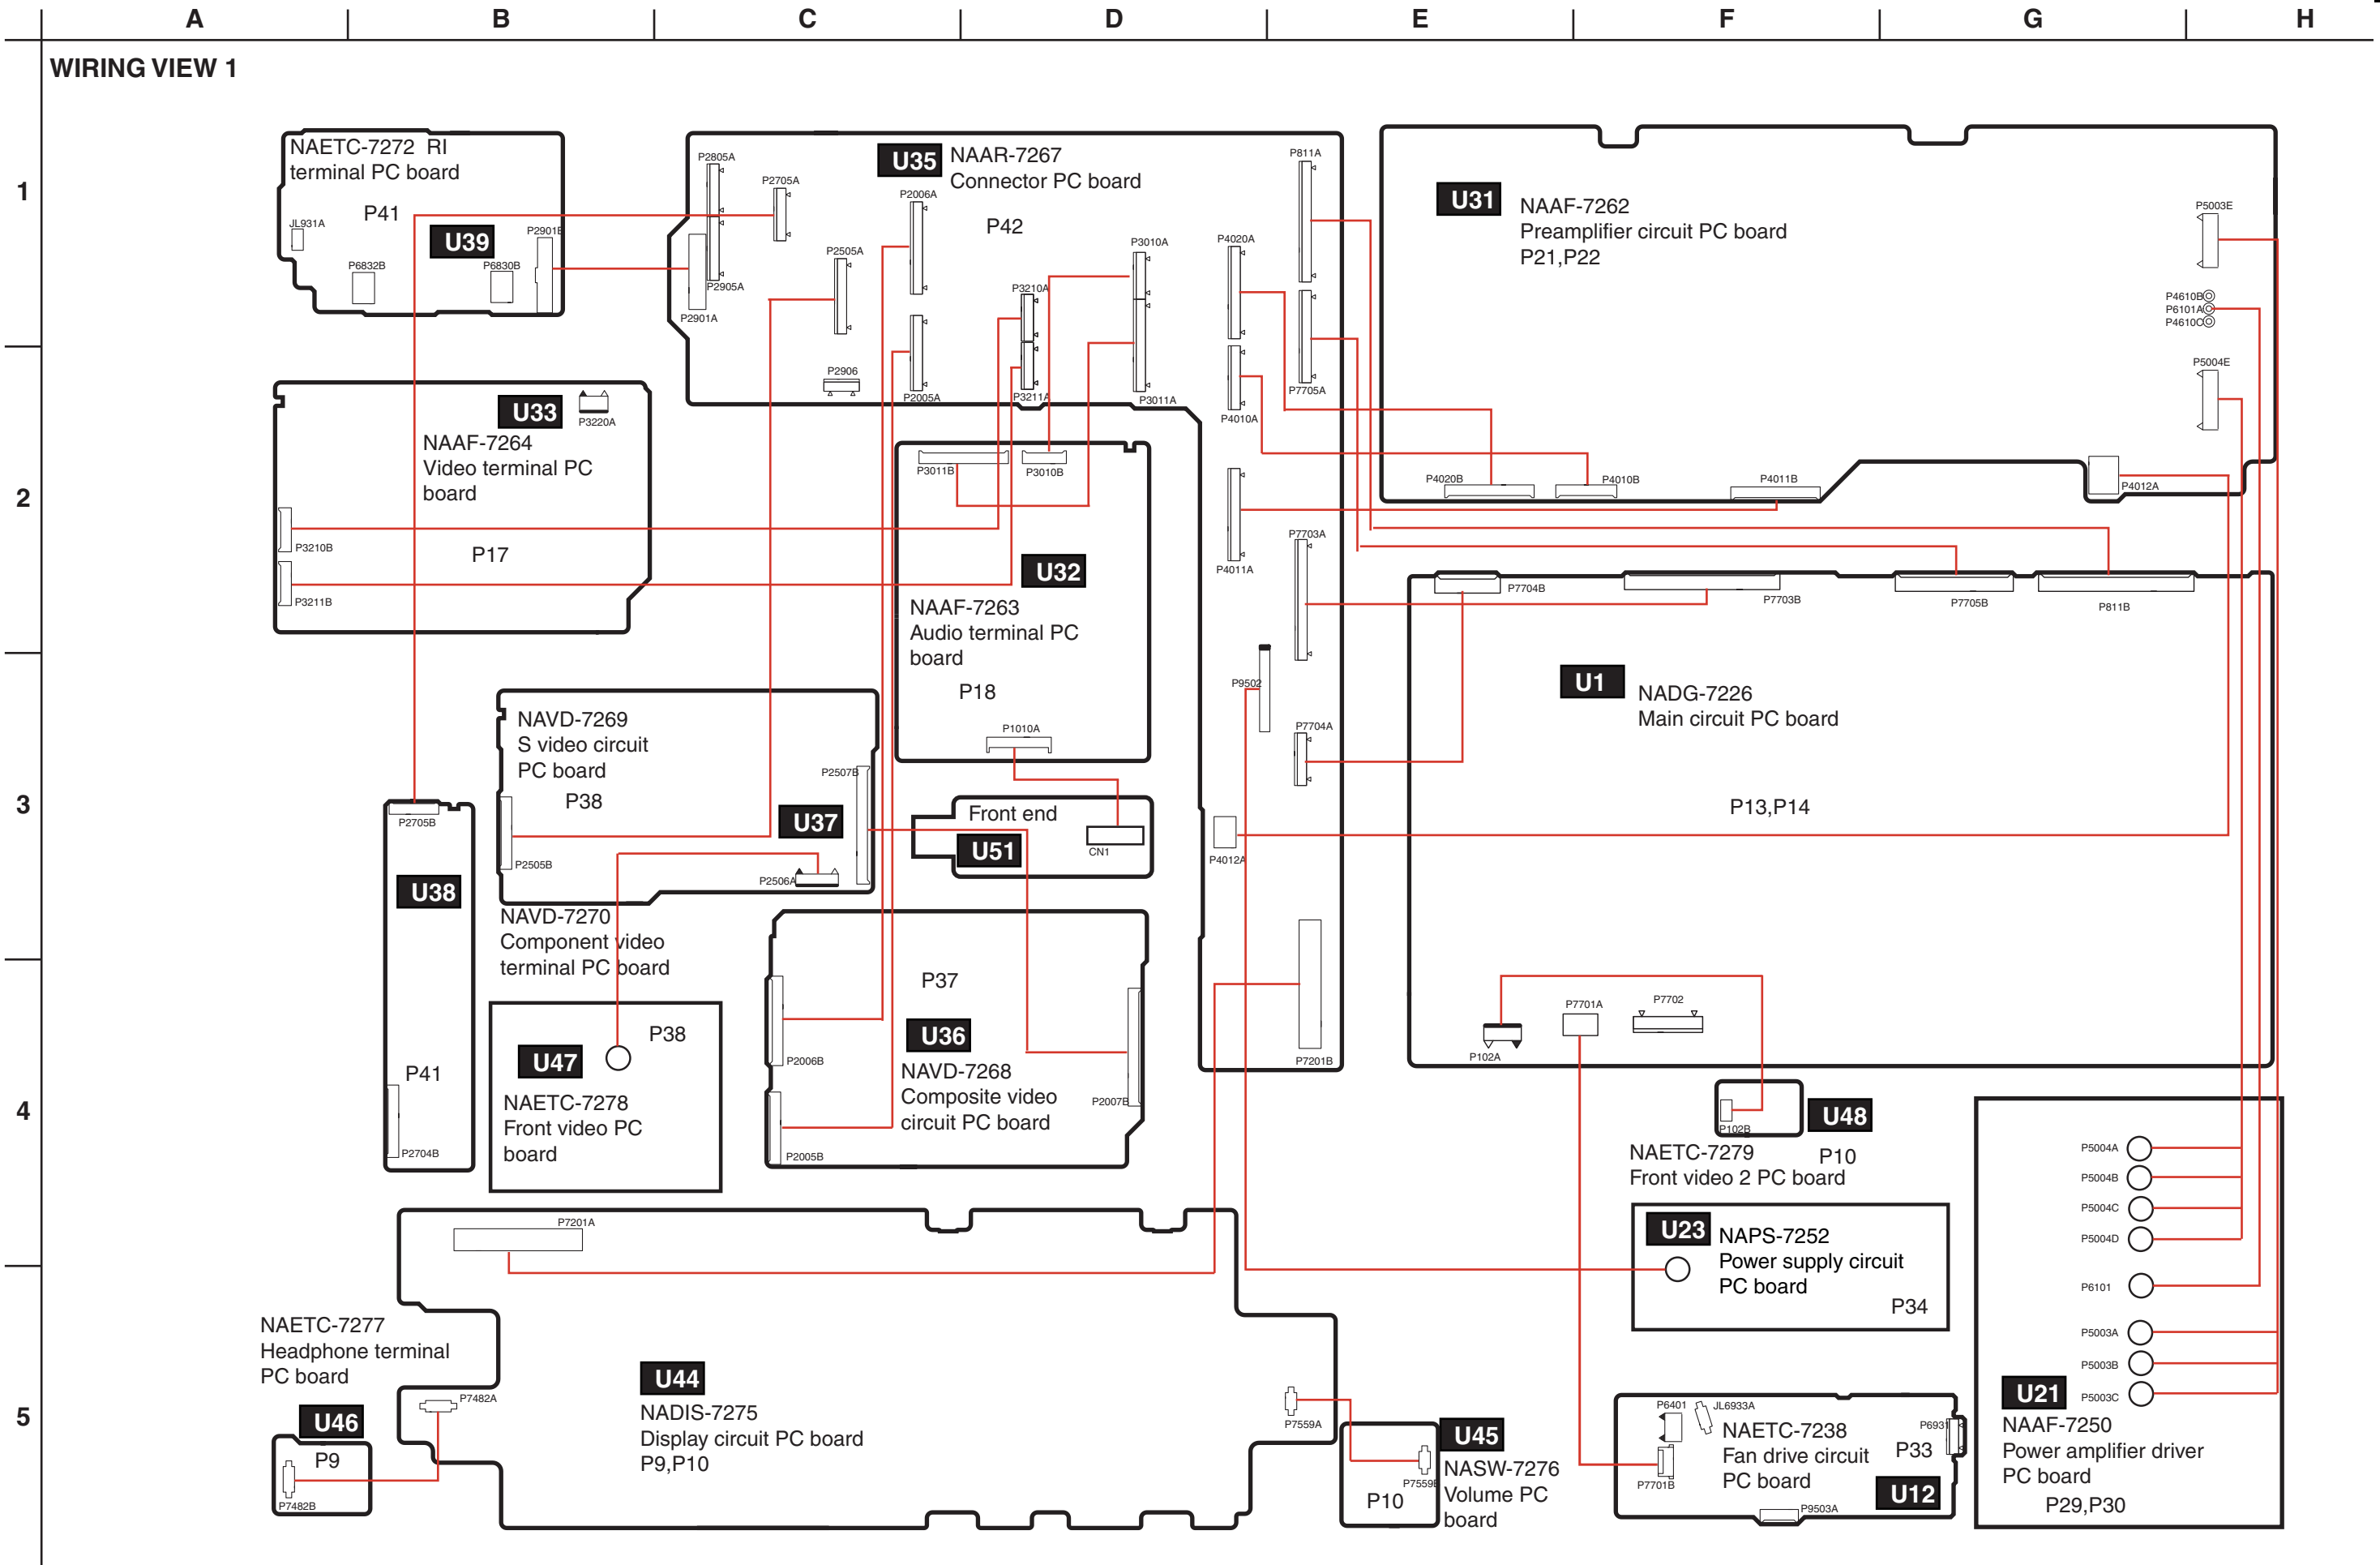 A B C D E F G H
WIRING VIEW 1
1
2
3
4
5
NAETC-7272 RI
terminal PC board
P41
JL931A
U39
P2901B
P6832B
P6830B
P2805A
P2705A
U35
NAAR-7267
Connector PC board
P42
P2006A
P2505A
P2905A
P2901A
P2906
P2005A
P3210A
P3211A
P3010A
P3011A
P4020A
P4010A
P811A
P7705A
P4011A
P7703A
P9502
P7704A
P4012A
P7201B
U31
NAAF-7262
Preamplifier circuit PC board
P21,P22
P5003E
P4610B
P6101A
P4610C
P5004E
P4020B
P4010B
P4011B
P4012A
U33
P3220A
NAAF-7264
Video terminal PC
board
P17
P3210B
P3211B
P3011B
P3010B
U32
NAAF-7263
Audio terminal PC
board
P18
P1010A
P7704B
P7703B
P7705B
P811B
U1
NADG-7226
Main circuit PC board
P13,P14
P102A
P7701A
P7702
NAVD-7269
S video circuit
PC board
P38
P2507B
U37
P2505B
P2506A
Front end
U51
CN1
P2705B
U38
P41
P2704B
NAVD-7270
Component video
terminal PC board
P38
U47
NAETC-7278
Front video PC
board
P37
U36
P2006B
NAVD-7268
Composite video
circuit PC board
P2007B
P2005B
P102B
U48
NAETC-7279
P10
Front video 2 PC board
U23
NAPS-7252
Power supply circuit
PC board
P34
P5004A
P5004B
P5004C
P5004D
P6101
P5003A
P5003B
P5003C
U21
NAAF-7250
Power amplifier driver
PC board
P29,P30
P7201A
NAETC-7277
Headphone terminal
PC board
U46
P9
P7482B
P7482A
U44
NADIS-7275
Display circuit PC board
P9,P10
P7559A
U45
NASW-7276
Volume PC
board
P7559B
P10
P6401
JL6933A
P6931
NAETC-7238
Fan drive circuit
PC board
P33
P7701B
U12
P9503A